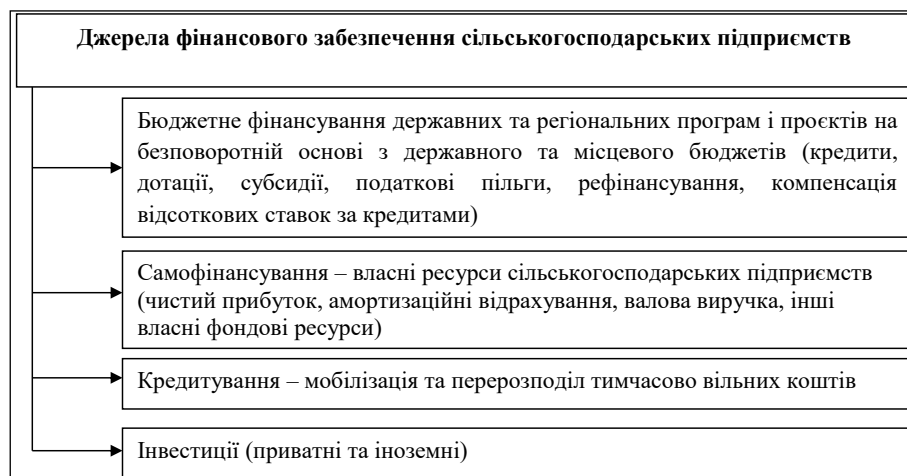 Джерела фінансового забезпечення сільськогосподарських підприємств
Бюджетне фінансування державних та регіональних програм і проєктів на
безповоротній основі з державного та місцевого бюджетів (кредити,
дотації, субсидії, податкові пільги, рефінансування, компенсація
відсоткових ставок за кредитами)
Самофінансування – власні ресурси сільськогосподарських підприємств
(чистий прибуток, амортизаційні відрахування, валова виручка, інші
власні фондові ресурси)
Кредитування – мобілізація та перерозподіл тимчасово вільних коштів
Інвестиції (приватні та іноземні)